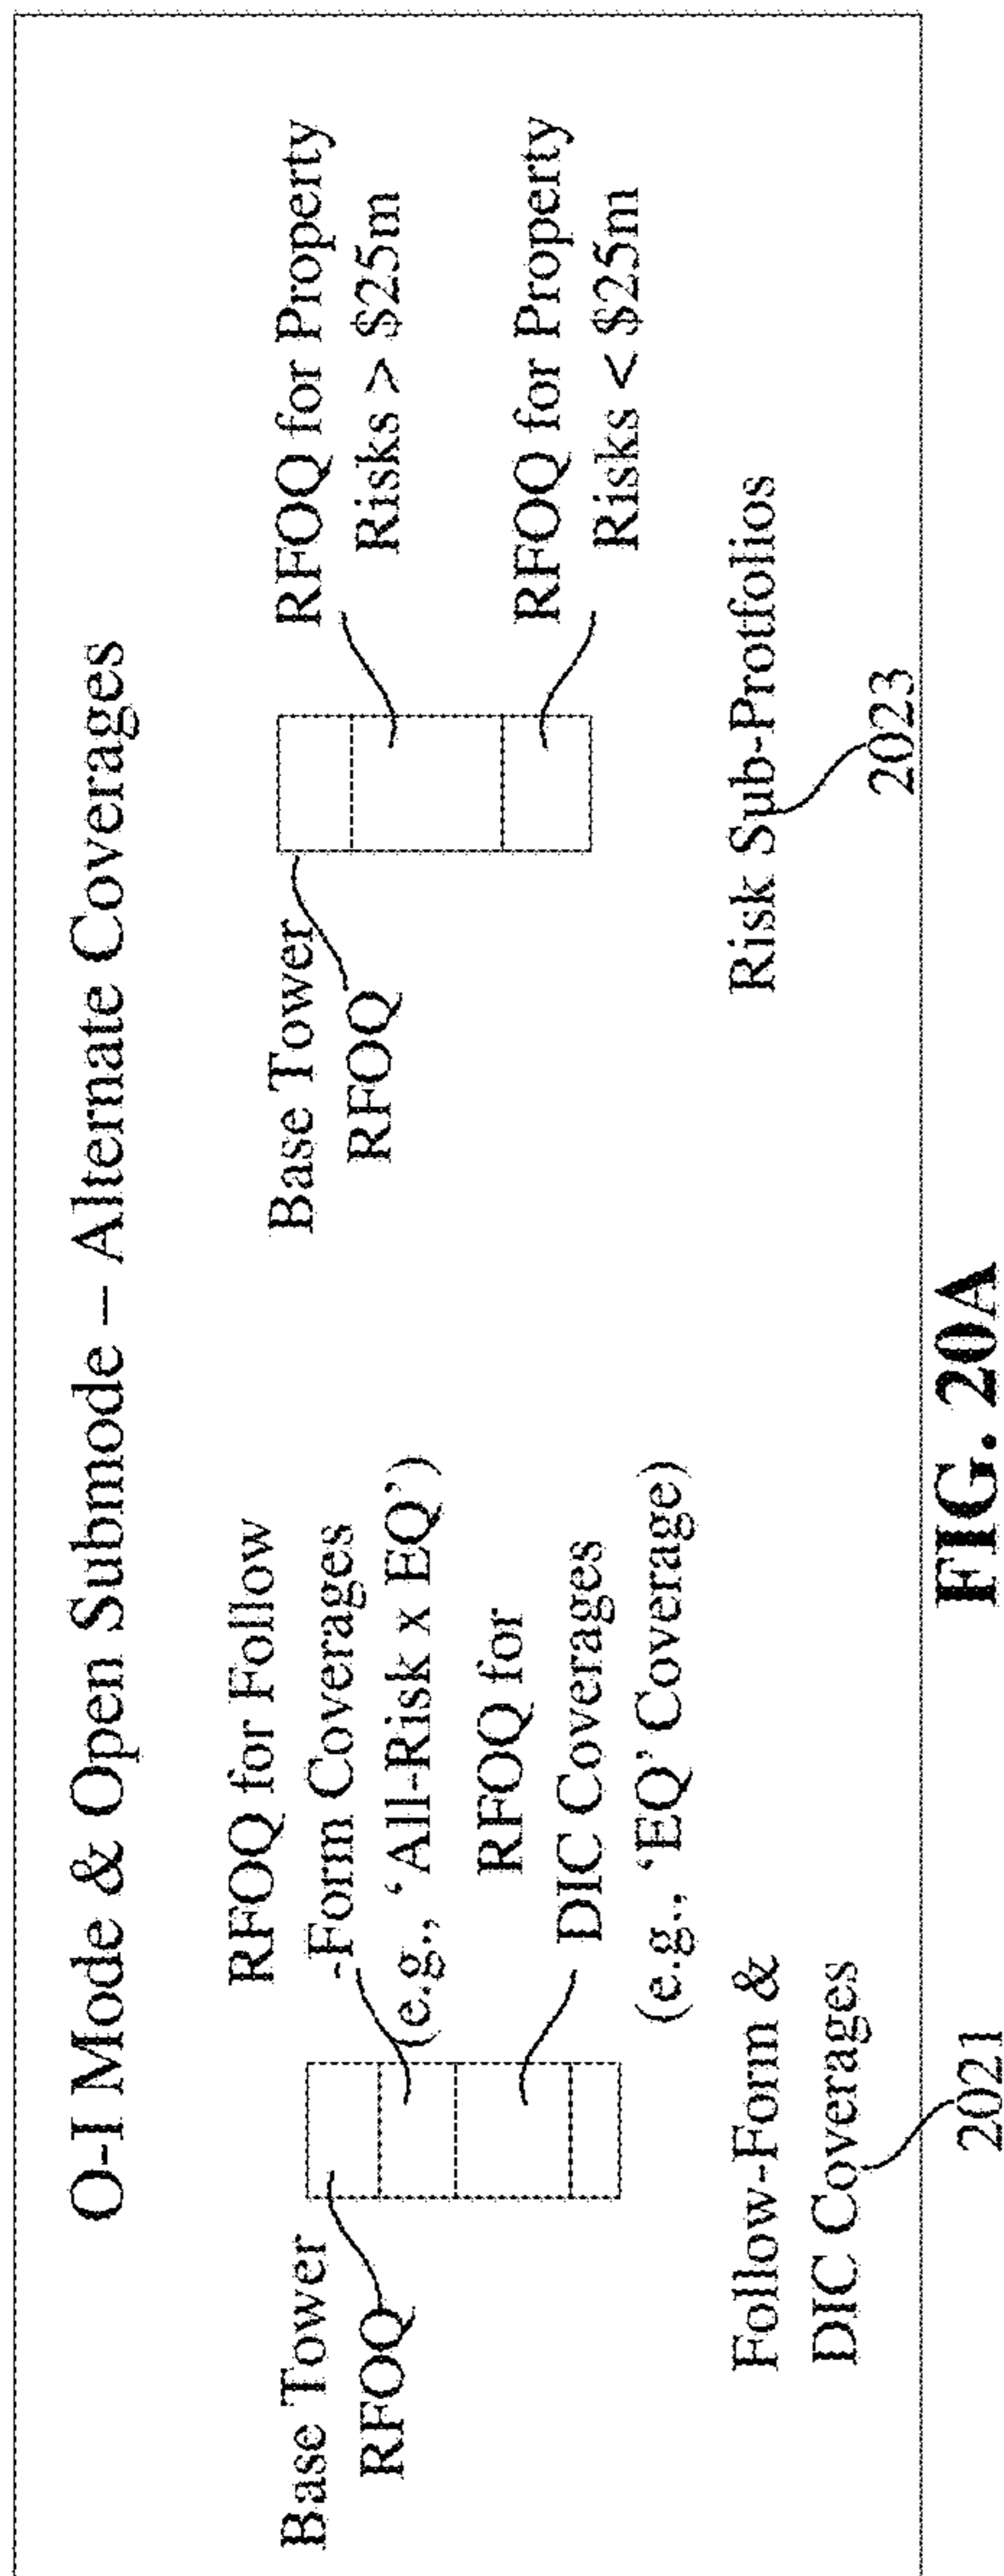 O-I Mode & Open Submode – Alternate Coverages
Base Tower
RFOQ
RFOQ for Follow
-Form Coverages
(e.g., ‘All-Risk x EQ’)
RFOQ for
DIC Coverages
(e.g., ‘EQ’ Coverage)
Follow-Form &
DIC Coverages
2021
Base Tower
RFOQ
RFOQ for Property
Risks > $25m
RFOQ for Property
Risks < $25m
Risk Sub-Protfolios
2023
FIG. 20A